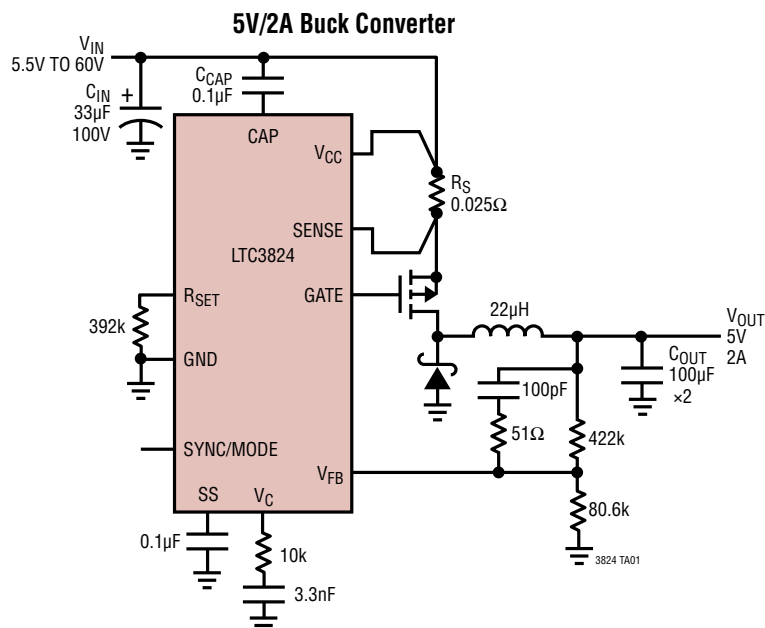 5V/2A Buck Converter
VIN
5.5V TO 60V
CIN
33µF
100V
+
CCAP
0.1µF
CAP
VCC
RS
0.025Ω
SENSE
LTC3824
RSET
GATE
392k
GND
22µH
VOUT
5V
2A
COUT
100µF
×2
100pF
51Ω
422k
SYNC/MODE
VFB
SS
VC
80.6k
0.1µF
10k
3.3nF
3824 TA01